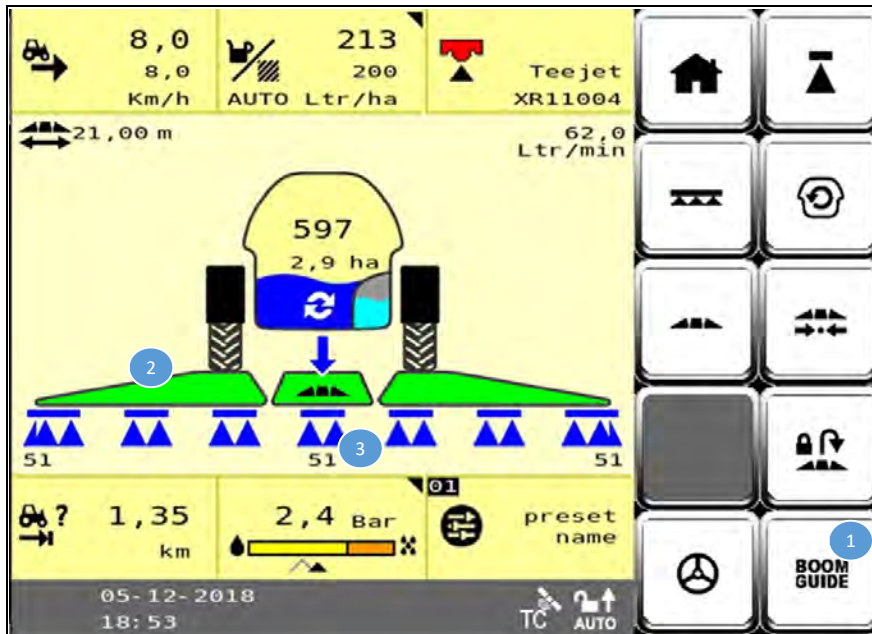 8,0
8,0
Km/h
213
200
AUTO Ltr/ha
Teejet
XR11004
21,00 m
62,0
Ltr/min
597
2,9 ha
2
51
51
3
51
?
1,35
km
2,4 Bar
01
preset
name
1
BOOM
GUIDE
05-12-2018
18:53
TC
AUTO